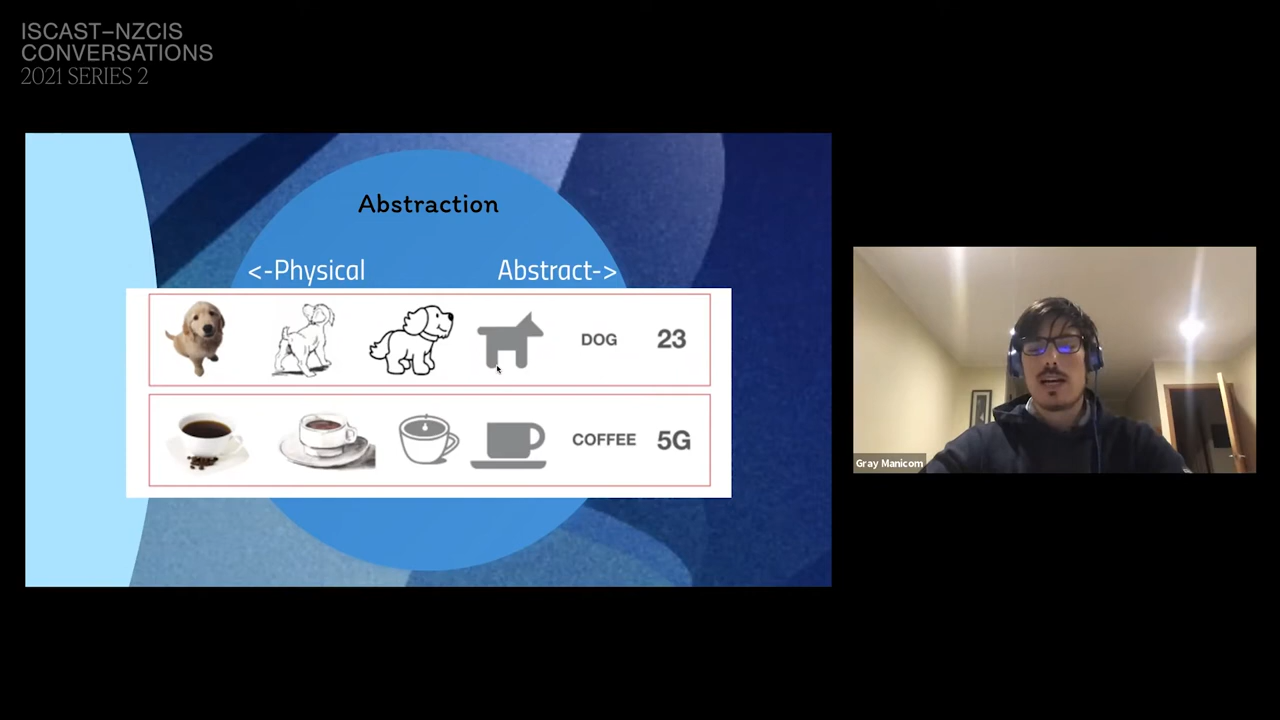 ISCAST–NZCIS
CONVERSATIONS
2021 SERIES 2
Abstraction
<-Physical Abstract->
DOG 23
COFFEE 5G
Gray Manicom